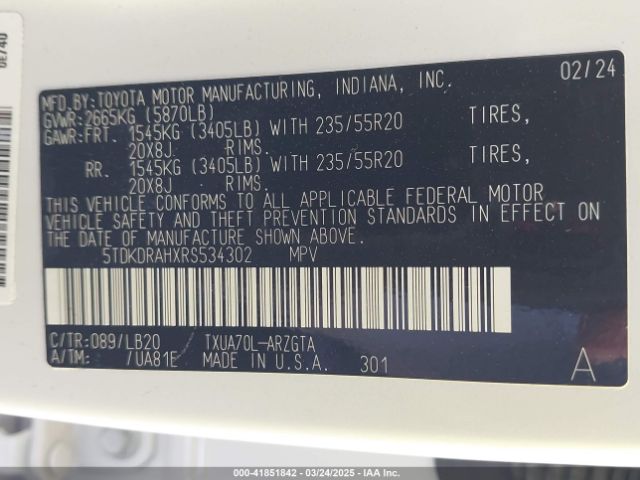 0E740
MFD.BY:TOYOTA MOTOR MANUFACTURING, INDIANA, INC. 02/24
GVWR:2665KG (5870LB)
GAWR:FRT. 1545KG (3405LB) WITH 235/55R20 TIRES,
20X8J RIMS.
RR. 1545KG (3405LB) WITH 235/55R20 TIRES,
20X8J RIMS.
THIS VEHICLE CONFORMS TO ALL APPLICABLE FEDERAL MOTOR
VEHICLE SAFETY AND THEFT PREVENTION STANDARDS IN EFFECT ON
THE DATE OF MANUFACTURE SHOWN ABOVE.
5TDKDRAHXRS534302 MPV
C/TR:089/LB20 TXUA70L-ARZGTA
A/TM: /UA81E MADE IN U.S.A. 301 A
000-41851842 - 03/24/2025 - IAA Inc.